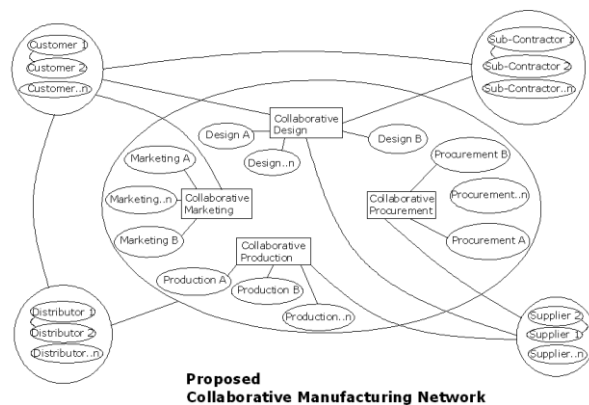 Customer 1
Customer 2
Customer..n
Sub-Contractor 1
Sub-Contractor 2
Sub-Contractor..n
Collaborative
Design
Design A
Design B
Design..n
Marketing A
Marketing..n
Collaborative
Marketing
Marketing B
Procurement B
Collaborative
Procurement
Procurement..n
Procurement A
Collaborative
Production
Production A
Production B
Production..n
Distributor 1
Distributor 2
Distributor..n
Supplier 2
Supplier 1
Supplier..n
Proposed
Collaborative Manufacturing Network